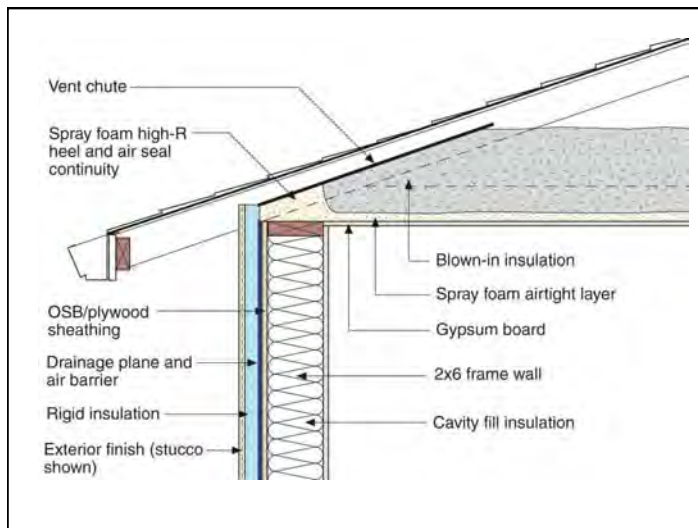 Vent chute
Spray foam high-R
heel and air seal
continuity
OSB/plywood
sheathing
Drainage plane and
air barrier
Rigid insulation
Exterior finish (stucco
shown)
Blown-in insulation
Spray foam airtight layer
Gypsum board
2x6 frame wall
Cavity fill insulation